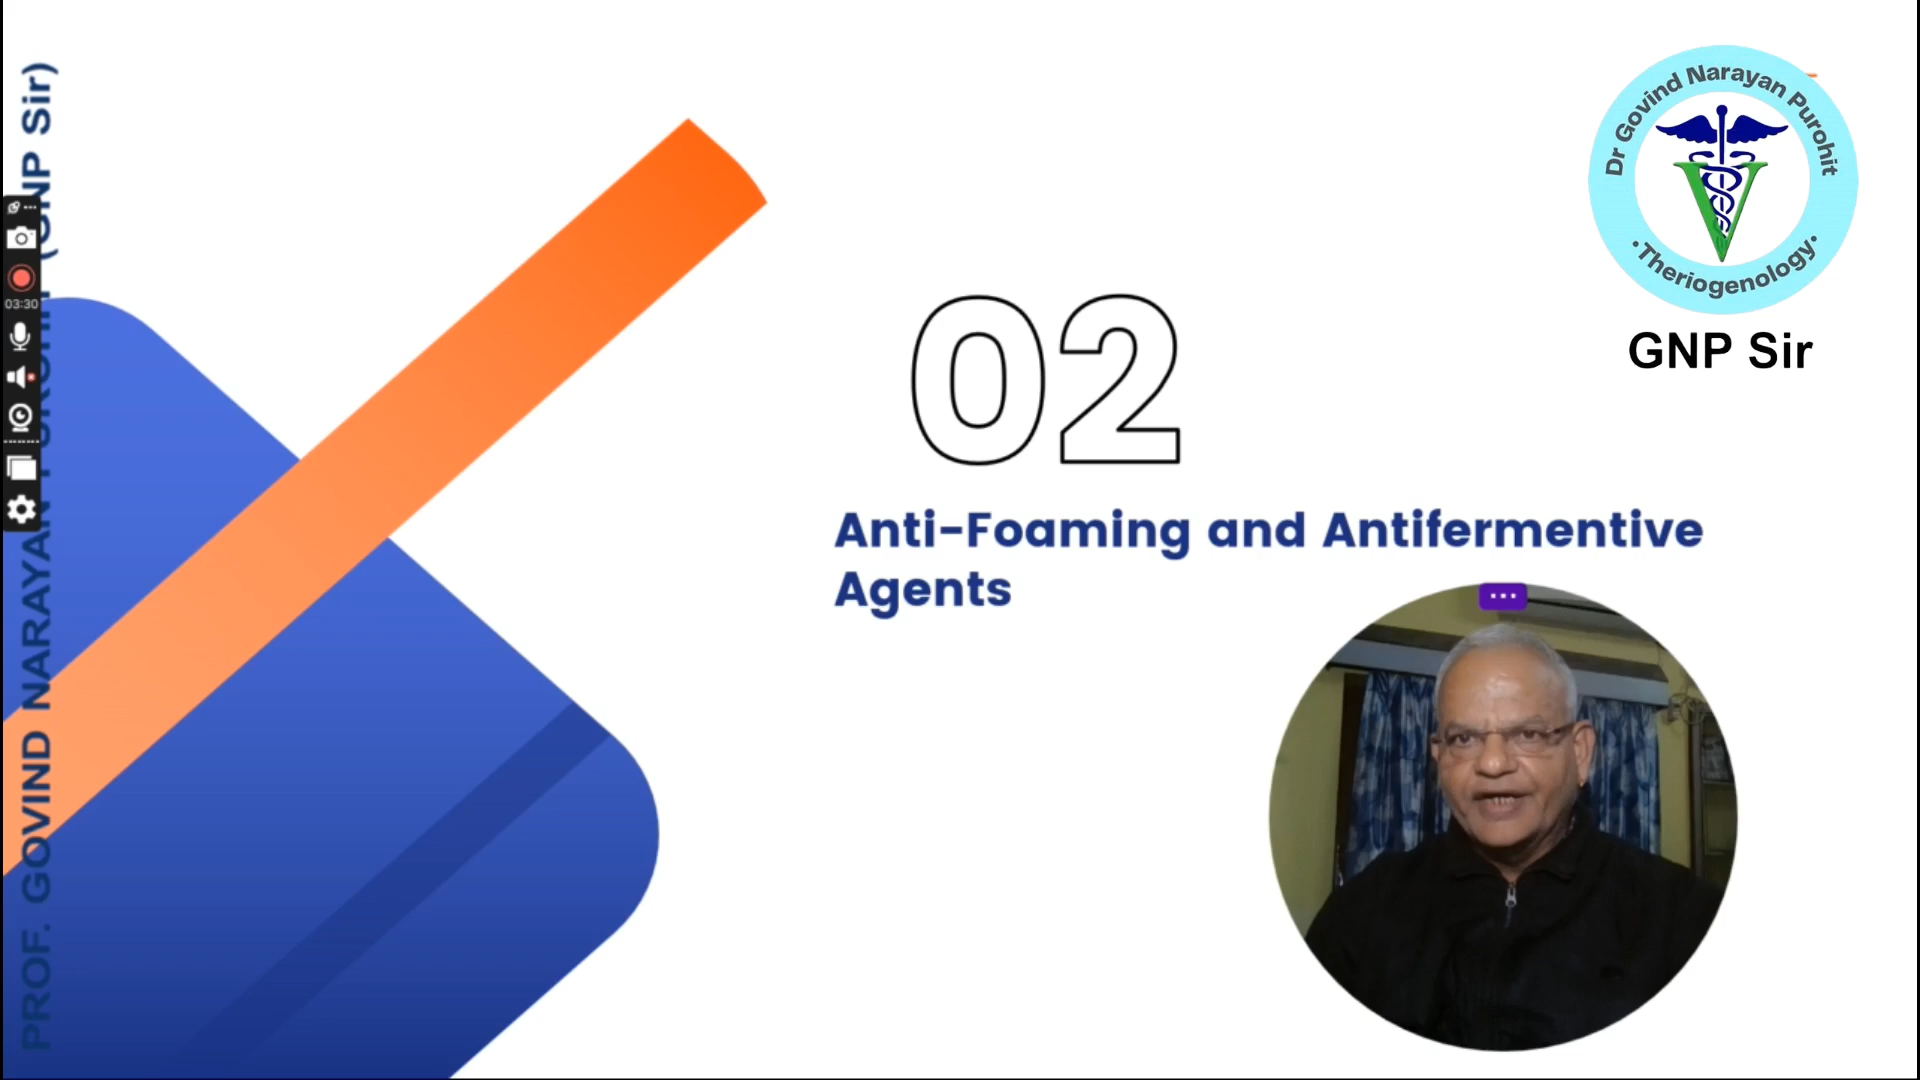 PROF. GOVIND NARAYAN PUROHIT (GNP Sir)
03:30
Dr Govind Narayan Purohit
•Theriogenology•
GNP Sir
02
Anti-Foaming and Antifermentive
Agents